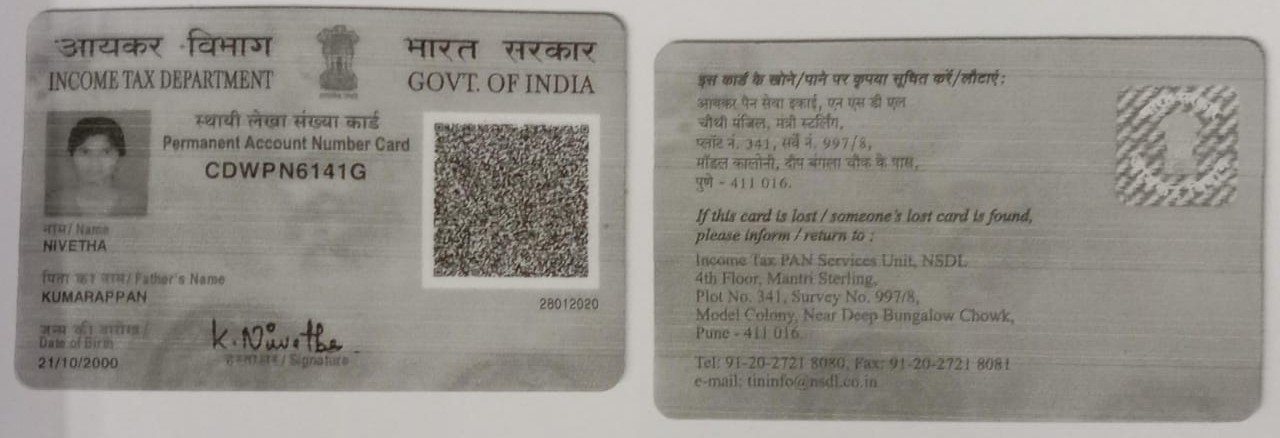 आयकर विभाग
INCOME TAX DEPARTMENT
भारत सरकार
GOVT. OF INDIA
स्थायी लेखा संख्या कार्ड
Permanent Account Number Card
CDWPN6141G
नाम/ Name
NIVETHA
पिता का नाम/ Father's Name
KUMARAPPAN
जन्म की तारीख/
Date of Birth
21/10/2000
K. Nivetha
हस्ताक्षर/ Signature
28012020
इस कार्ड के खोने/पाने पर कृपया सूचित करें/लौटाएं:
आयकर पैन सेवा इकाई, एन एस डी एल
चौथी मंजिल, मंत्री स्टर्लिंग,
प्लॉट नं. 341, सर्वे नं. 997/8,
मॉडल कालोनी, दीप बंगला चौक के पास,
पुणे - 411 016.
If this card is lost / someone's lost card is found,
please inform / return to :
Income Tax PAN Services Unit, NSDL
4th Floor, Mantri Sterling,
Plot No. 341, Survey No. 997/8,
Model Colony, Near Deep Bungalow Chowk,
Pune - 411 016.
Tel: 91-20-2721 8080, Fax: 91-20-2721 8081
e-mail: tininfo@nsdl.co.in